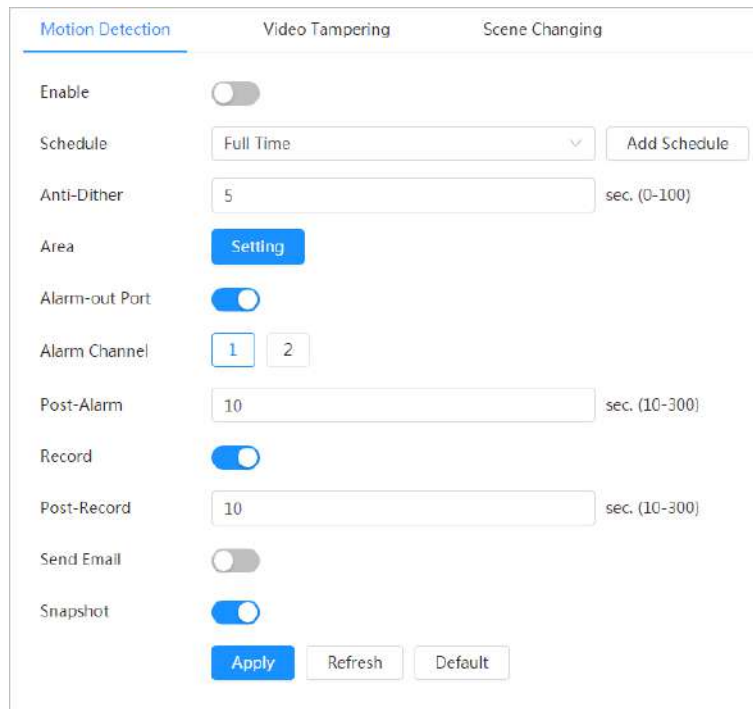 Motion Detection Video Tampering Scene Changing
Enable
Schedule Full Time Add Schedule
Anti-Dither 5 sec. (0-100)
Area Setting
Alarm-out Port
Alarm Channel 1 2
Post-Alarm 10 sec. (10-300)
Record
Post-Record 10 sec. (10-300)
Send Email
Snapshot
Apply Refresh Default